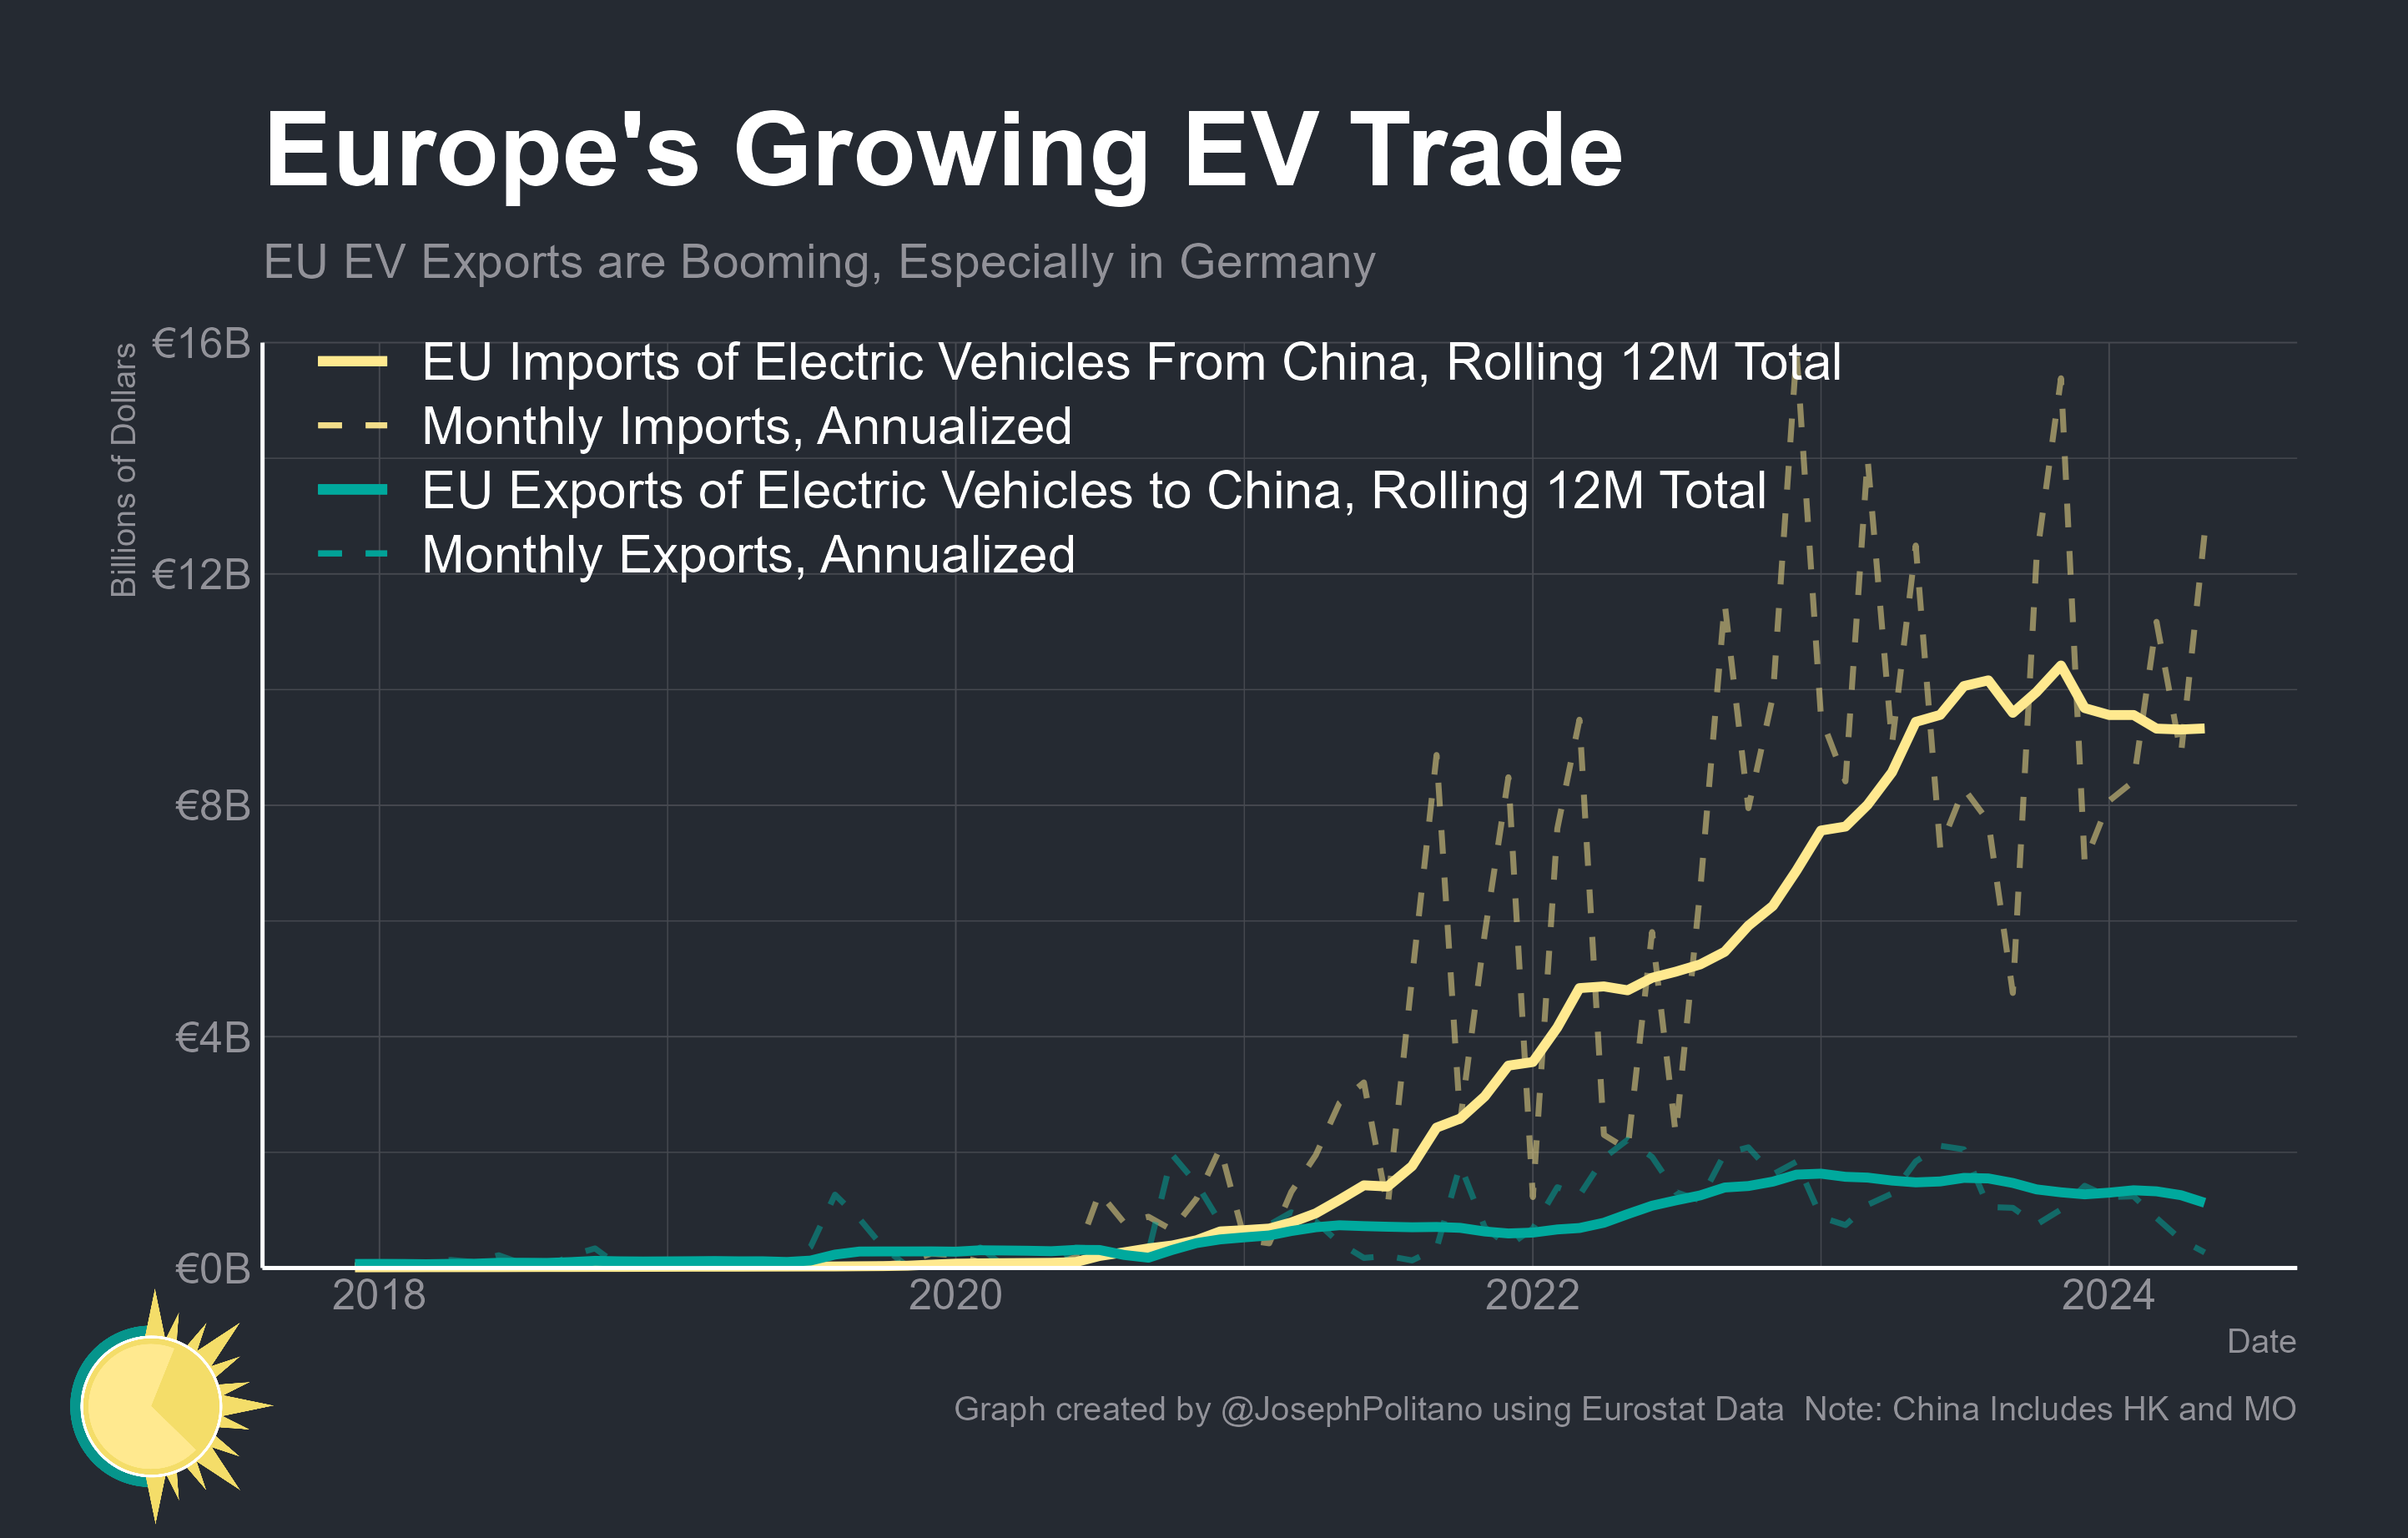 Europe's Growing EV Trade
EU EV Exports are Booming, Especially in Germany
Billions of Dollars
€16B
€12B
€8B
€4B
€0B
EU Imports of Electric Vehicles From China, Rolling 12M Total
Monthly Imports, Annualized
EU Exports of Electric Vehicles to China, Rolling 12M Total
Monthly Exports, Annualized
2018
2020
2022
2024
Date
Graph created by @JosephPolitano using Eurostat Data  Note: China Includes HK and MO